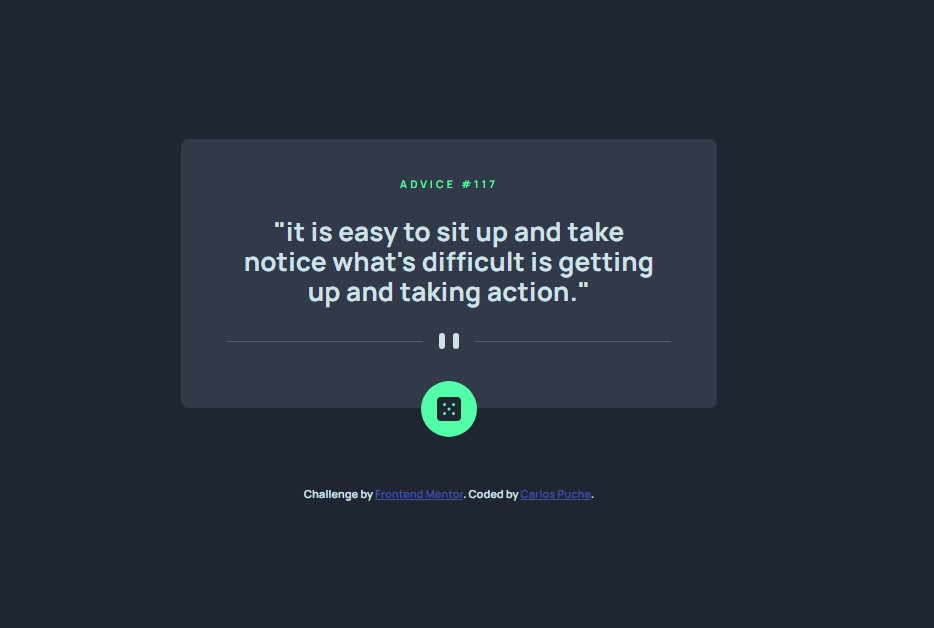 ADVICE #117
"it is easy to sit up and take
notice what's difficult is getting
up and taking action."
Challenge by Frontend Mentor. Coded by Carlos Puche.